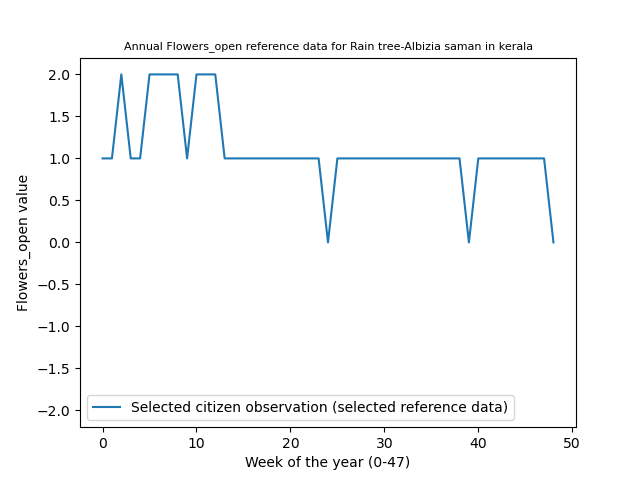 Annual Flowers_open reference data for Rain tree-Albizia saman in kerala
2.0
1.5
1.0
0.5
0.0
−0.5
−1.0
−1.5
−2.0
Flowers_open value
Selected citizen observation (selected reference data)
0 10 20 30 40 50
Week of the year (0-47)